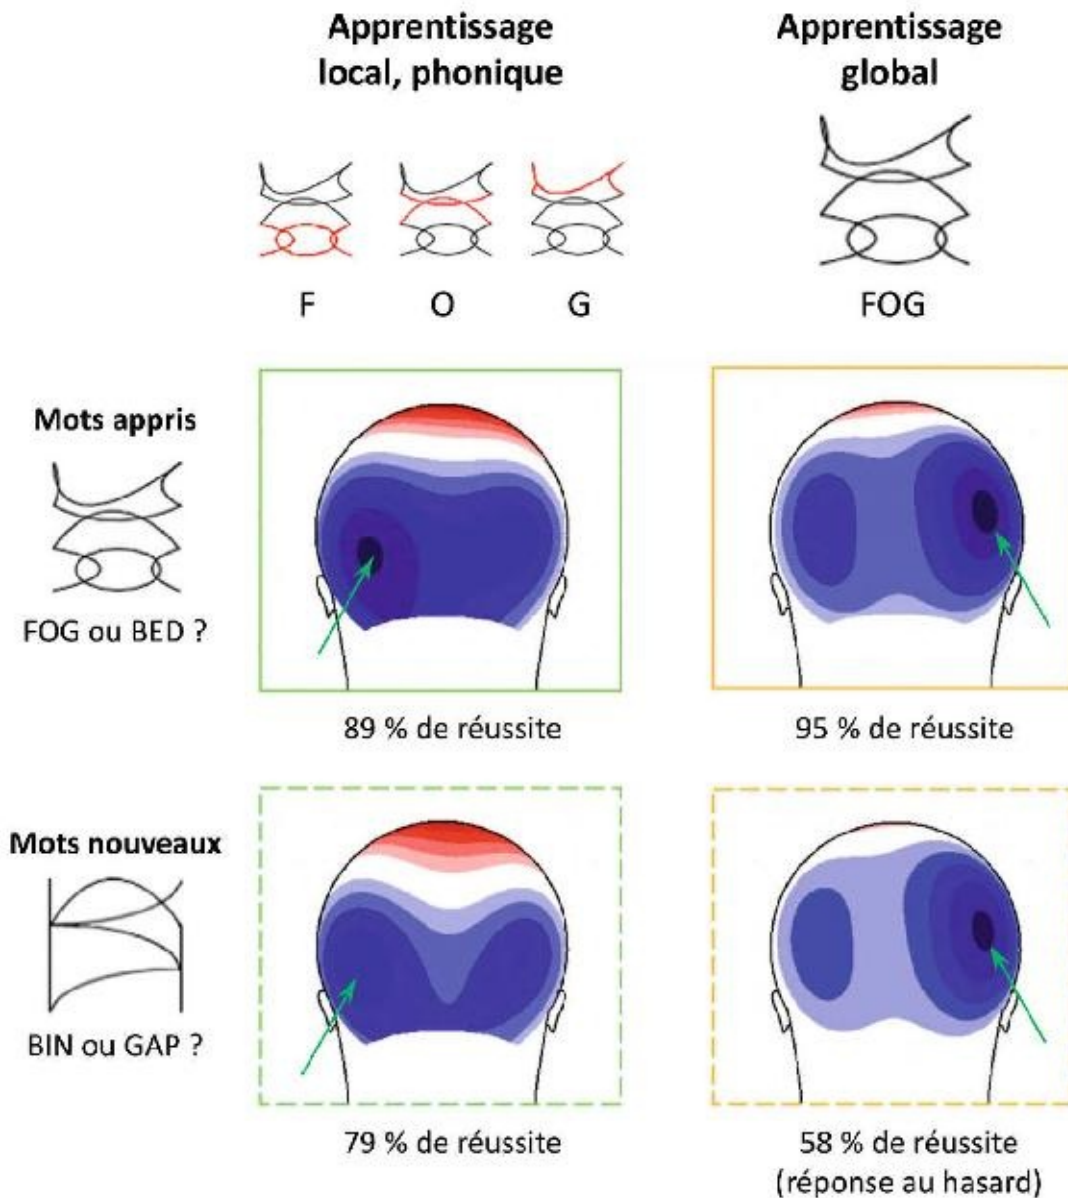 Apprentissage
local, phonique
Apprentissage
global
F O G
FOG
Mots appris
FOG ou BED ?
89 % de réussite
95 % de réussite
Mots nouveaux
BIN ou GAP ?
79 % de réussite
58 % de réussite
(réponse au hasard)